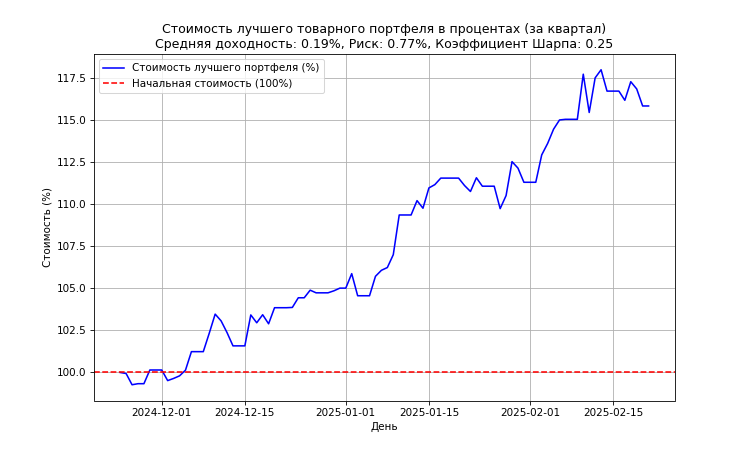 Стоимость лучшего товарного портфеля в процентах (за квартал)
Средняя доходность: 0.19%, Риск: 0.77%, Коэффициент Шарпа: 0.25
Стоимость лучшего портфеля (%)
Начальная стоимость (100%)
Стоимость (%)
117.5
115.0
112.5
110.0
107.5
105.0
102.5
100.0
2024-12-01 2024-12-15 2025-01-01 2025-01-15 2025-02-01 2025-02-15
День